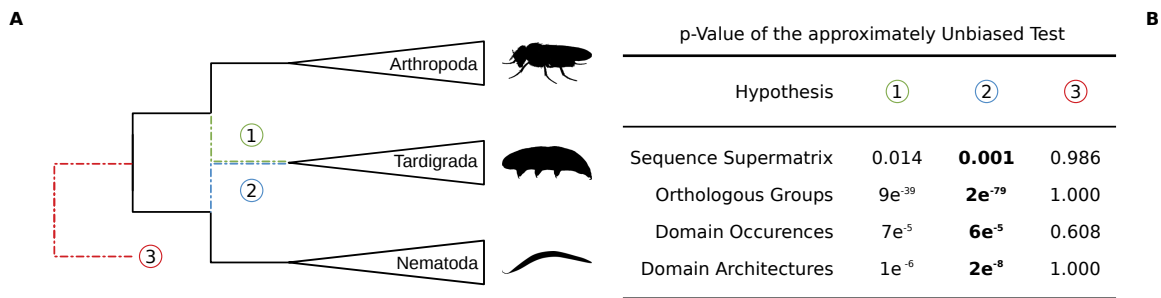 A
Arthropoda
1
Tardigrada
2
3
Nematoda
B
p-Value of the approximately Unbiased Test
Hypothesis 1 2 3
Sequence Supermatrix 0.014 0.001 0.986
Orthologous Groups 9e^-39 2e^-79 1.000
Domain Occurences 7e^-5 6e^-5 0.608
Domain Architectures 1e^-6 2e^-8 1.000